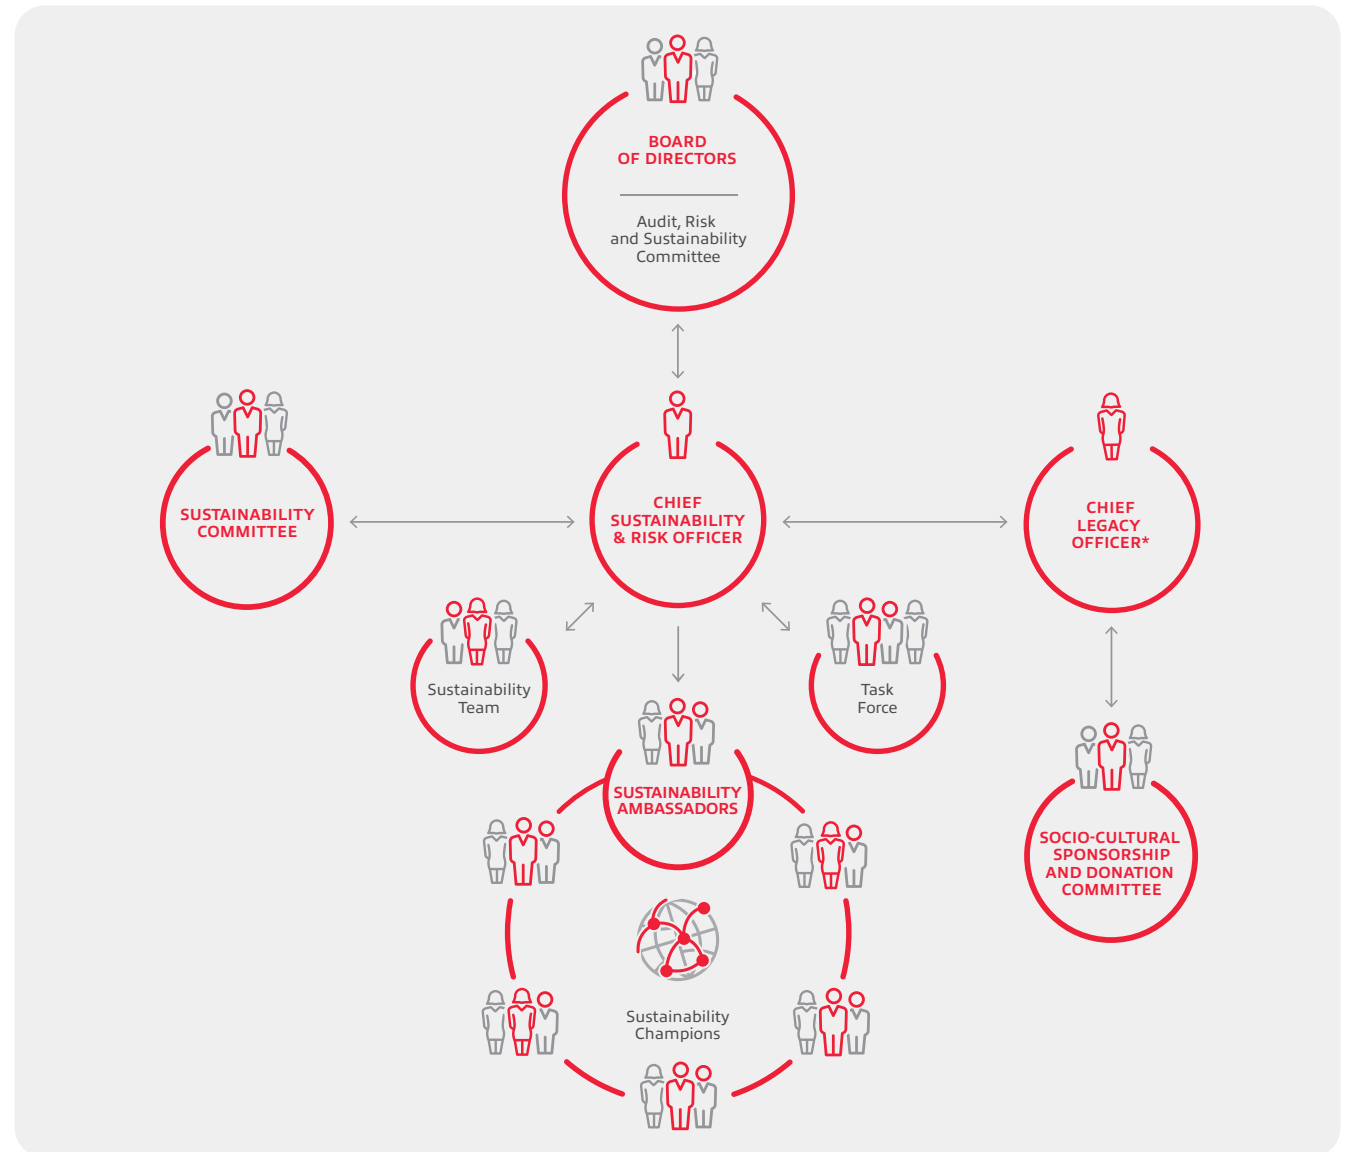 BOARD
OF DIRECTORS
Audit, Risk
and Sustainability
Committee
SUSTAINABILITY
COMMITTEE
CHIEF
SUSTAINABILITY
& RISK OFFICER
CHIEF
LEGACY
OFFICER*
Sustainability
Team
Task
Force
SUSTAINABILITY
AMBASSADORS
SOCIO-CULTURAL
SPONSORSHIP
AND DONATION
COMMITTEE
Sustainability
Champions